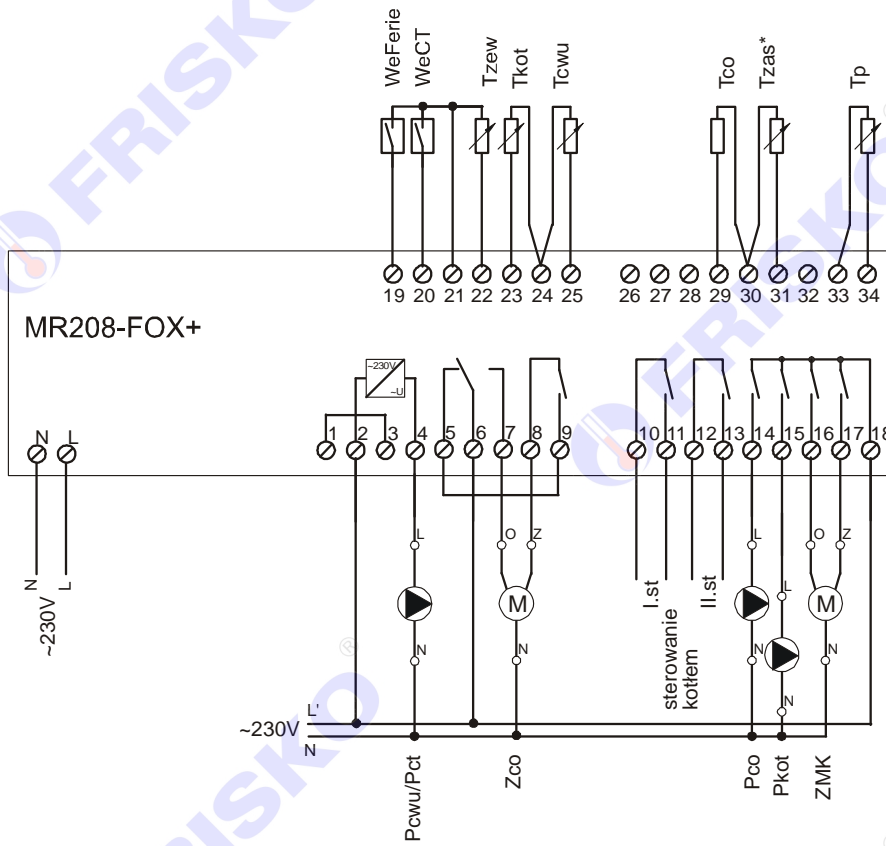 WeFerie WeCT Tzew Tkot Tcwu Tco Tzas* Tp
19 20 21 22 23 24 25 26 27 28 29 30 31 32 33 34
MR208-FOX+
~230V
~U
N L 1 2 3 4 5 6 7 8 9 10 11 12 13 14 15 16 17 18
L O Z L O Z
N L I.st II.st L
~230V
M M
sterowanie
kotłem
N N N N
N
L'
~230V
N
Pcwu/Pct Zco Pco Pkot ZMK
FRISKO
FRISKO
FRISKO ®